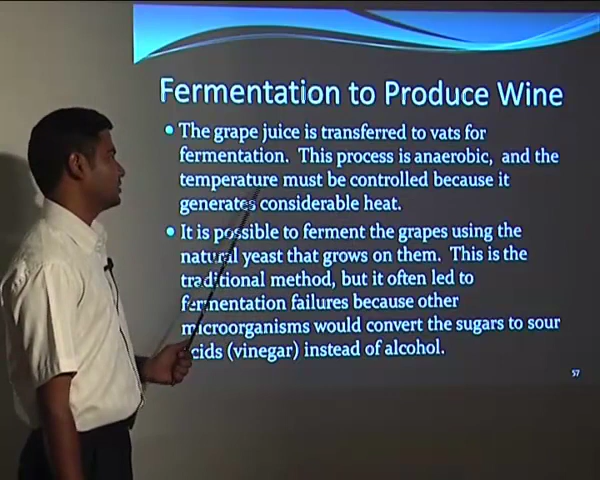 Fermentation to Produce Wine
• The grape juice is transferred to vats for
fermentation. This process is anaerobic, and the
temperature must be controlled because it
generates considerable heat.
• It is possible to ferment the grapes using the
natural yeast that grows on them. This is the
traditional method, but it often led to
fermentation failures because other
microorganisms would convert the sugars to sour
cids (vinegar) instead of alcohol.
57